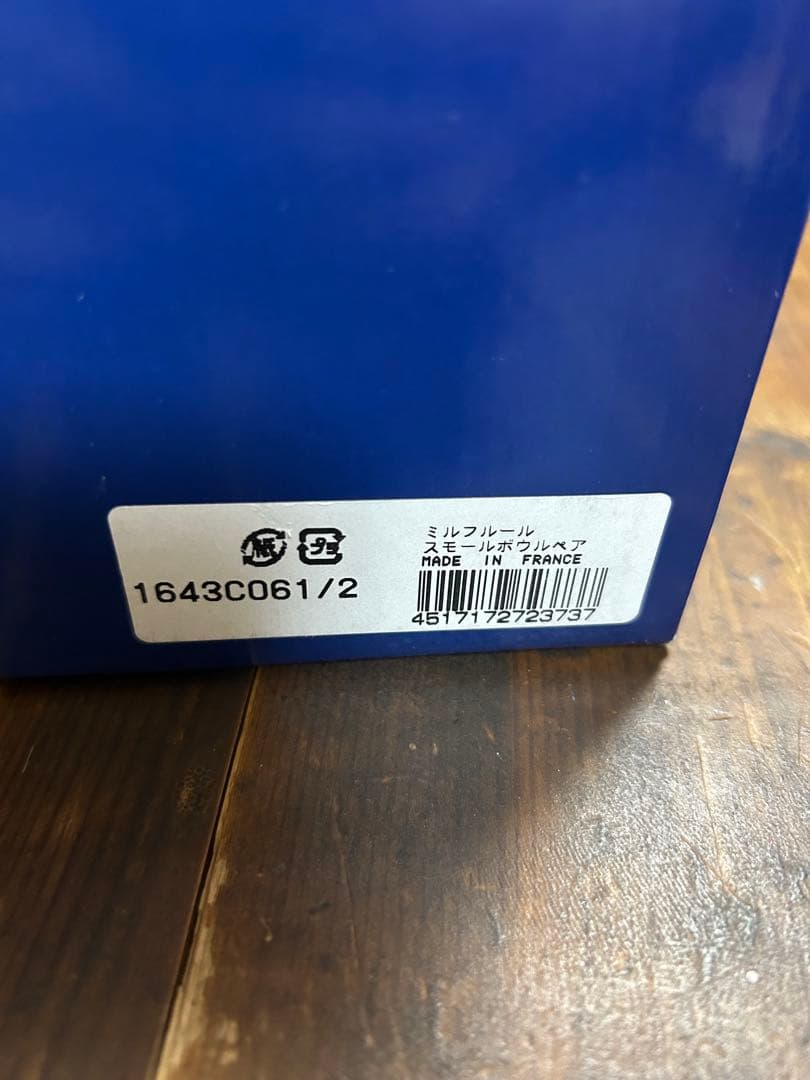 紙 プラ
1643C061/2
ミルフルール
スモールボウルペア
MADE IN FRANCE
4517172723737